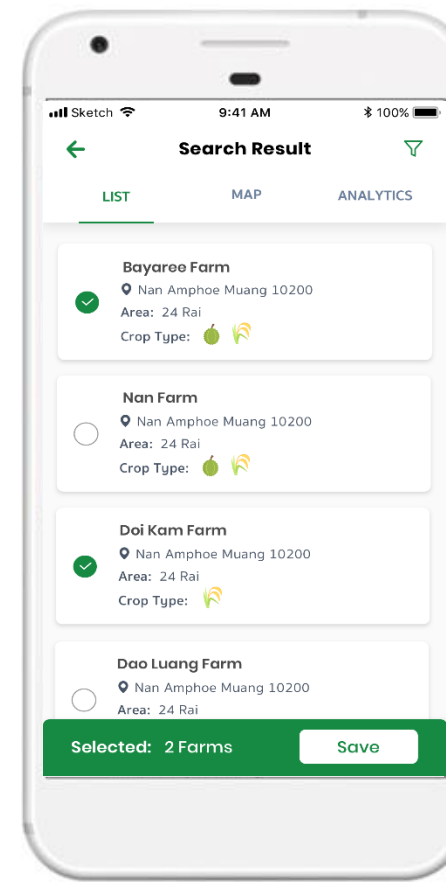 Sketch 9:41 AM 100%
Search Result
LIST MAP ANALYTICS
Bayaree Farm
Nan Amphoe Muang 10200
Area: 24 Rai
Crop Type:
Nan Farm
Nan Amphoe Muang 10200
Area: 24 Rai
Crop Type:
Doi Kam Farm
Nan Amphoe Muang 10200
Area: 24 Rai
Crop Type:
Dao Luang Farm
Nan Amphoe Muang 10200
Area: 24 Rai
Selected: 2 Farms Save